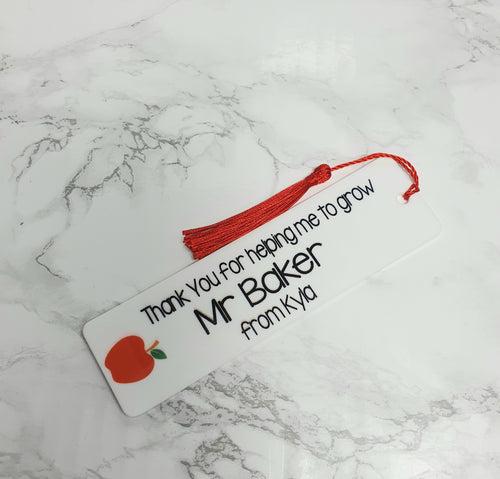 Thank You for helping me to grow
Mr Baker
from Kyla